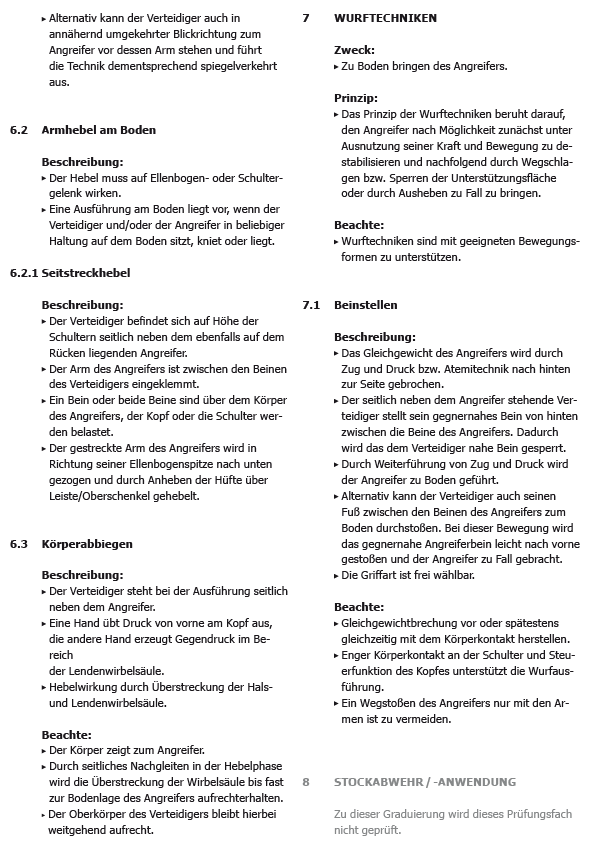 ▸ Alternativ kann der Verteidiger auch in
annähernd umgekehrter Blickrichtung zum
Angreifer vor dessen Arm stehen und führt
die Technik dementsprechend spiegelverkehrt
aus.
6.2 Armhebel am Boden
Beschreibung:
▸ Der Hebel muss auf Ellenbogen- oder Schulter-
gelenk wirken.
▸ Eine Ausführung am Boden liegt vor, wenn der
Verteidiger und/oder der Angreifer in beliebiger
Haltung auf dem Boden sitzt, kniet oder liegt.
6.2.1 Seitstreckhebel
Beschreibung:
▸ Der Verteidiger befindet sich auf Höhe der
Schultern seitlich neben dem ebenfalls auf dem
Rücken liegenden Angreifer.
▸ Der Arm des Angreifers ist zwischen den Beinen
des Verteidigers eingeklemmt.
▸ Ein Bein oder beide Beine sind über dem Körper
des Angreifers, der Kopf oder die Schulter wer-
den belastet.
▸ Der gestreckte Arm des Angreifers wird in
Richtung seiner Ellenbogenspitze nach unten
gezogen und durch Anheben der Hüfte über
Leiste/Oberschenkel gehebelt.
6.3 Körperabbiegen
Beschreibung:
▸ Der Verteidiger steht bei der Ausführung seitlich
neben dem Angreifer.
▸ Eine Hand übt Druck von vorne am Kopf aus,
die andere Hand erzeugt Gegendruck im Be-
reich
der Lendenwirbelsäule.
▸ Hebelwirkung durch Überstreckung der Hals-
und Lendenwirbelsäule.
Beachte:
▸ Der Körper zeigt zum Angreifer.
▸ Durch seitliches Nachgleiten in der Hebelphase
wird die Überstreckung der Wirbelsäule bis fast
zur Bodenlage des Angreifers aufrechterhalten.
▸ Der Oberkörper des Verteidigers bleibt hierbei
weitgehend aufrecht.
7 WURFTECHNIKEN
Zweck:
▸ Zu Boden bringen des Angreifers.
Prinzip:
▸ Das Prinzip der Wurftechniken beruht darauf,
den Angreifer nach Möglichkeit zunächst unter
Ausnutzung seiner Kraft und Bewegung zu de-
stabilisieren und nachfolgend durch Wegschla-
gen bzw. Sperren der Unterstützungsfläche
oder durch Ausheben zu Fall zu bringen.
Beachte:
▸ Wurftechniken sind mit geeigneten Bewegungs-
formen zu unterstützen.
7.1 Beinstellen
Beschreibung:
▸ Das Gleichgewicht des Angreifers wird durch
Zug und Druck bzw. Atemitechnik nach hinten
zur Seite gebrochen.
▸ Der seitlich neben dem Angreifer stehende Ver-
teidiger stellt sein gegnernahes Bein von hinten
zwischen die Beine des Angreifers. Dadurch
wird das dem Verteidiger nahe Bein gesperrt.
▸ Durch Weiterführung von Zug und Druck wird
der Angreifer zu Boden geführt.
▸ Alternativ kann der Verteidiger auch seinen
Fuß zwischen den Beinen des Angreifers zum
Boden durchstoßen. Bei dieser Bewegung wird
das gegnernahe Angreiferbein leicht nach vorne
gestoßen und der Angreifer zu Fall gebracht.
▸ Die Griffart ist frei wählbar.
Beachte:
▸ Gleichgewichtbrechung vor oder spätestens
gleichzeitig mit dem Körperkontakt herstellen.
▸ Enger Körperkontakt an der Schulter und Steu-
erfunktion des Kopfes unterstützt die Wurfaus-
führung.
▸ Ein Wegstoßen des Angreifers nur mit den Ar-
men ist zu vermeiden.
8 STOCKABWEHR / -ANWENDUNG
Zu dieser Graduierung wird dieses Prüfungsfach
nicht geprüft.